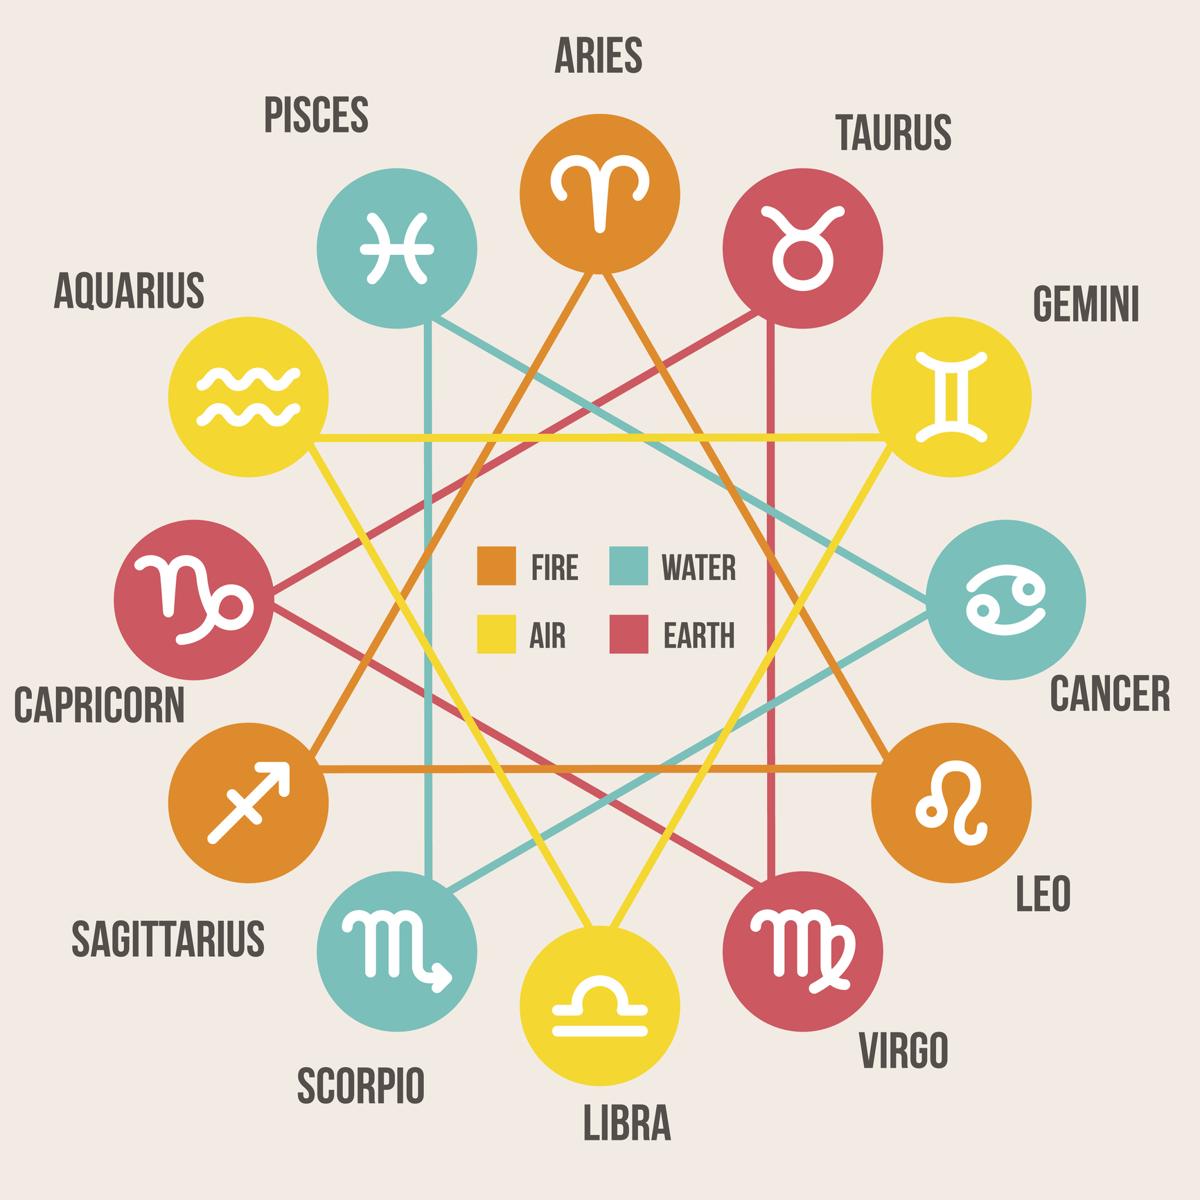 ARIES
PISCES
TAURUS
AQUARIUS
GEMINI
FIRE
WATER
AIR
EARTH
CAPRICORN
CANCER
LEO
SAGITTARIUS
VIRGO
SCORPIO
LIBRA